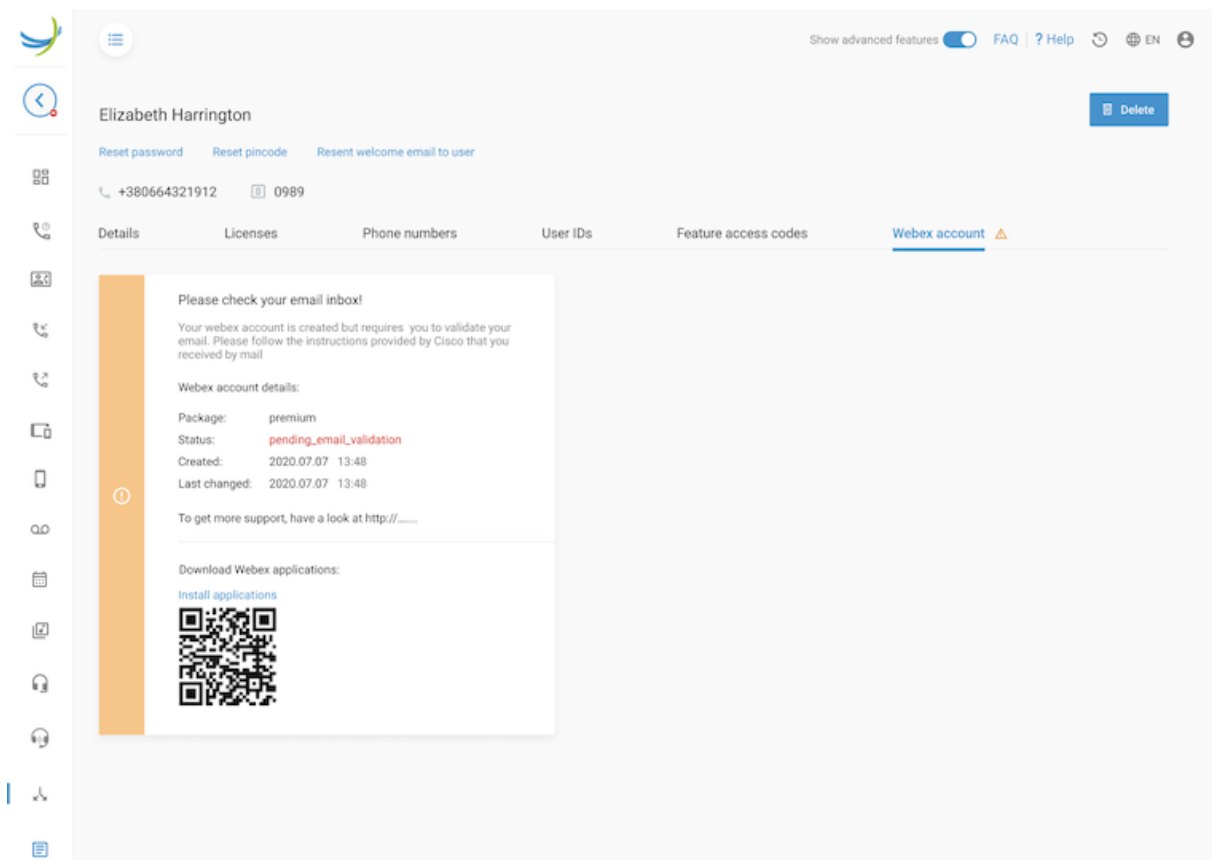 Show advanced features FAQ ? Help EN
Elizabeth Harrington
Delete
Reset password Reset pincode Resent welcome email to user
+380664321912 0989
Details Licenses Phone numbers User IDs Feature access codes Webex account
Please check your email inbox!
Your webex account is created but requires you to validate your
email. Please follow the instructions provided by Cisco that you
received by mail
Webex account details:
Package: premium
Status: pending_email_validation
Created: 2020.07.07 13:48
Last changed: 2020.07.07 13:48
To get more support, have a look at http://.......
Download Webex applications:
Install applications